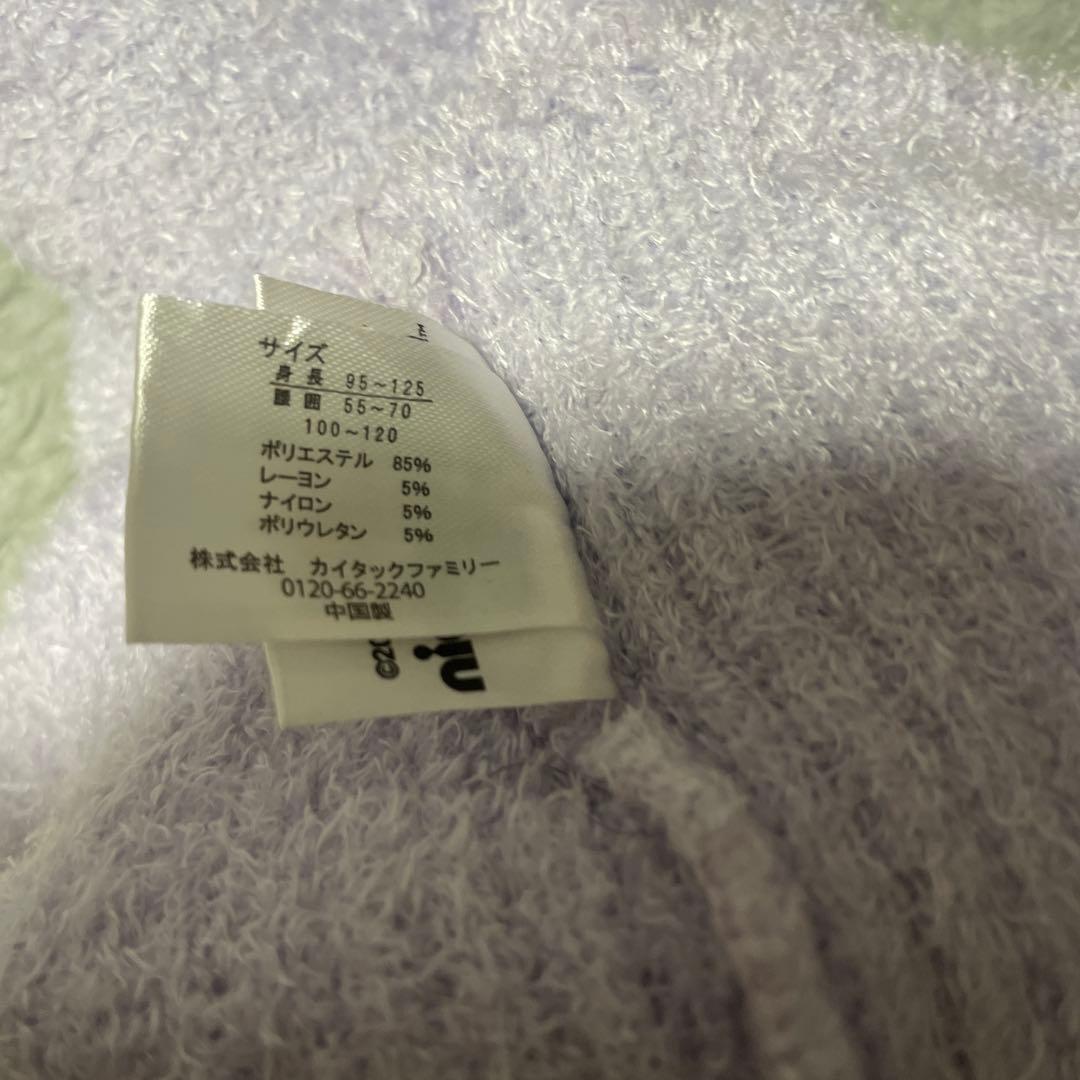 サイズ
身長 95~125
腰囲 55~70
100~120
ポリエステル 85%
レーヨン 5%
ナイロン 5%
ポリウレタン 5%
株式会社 カイタックファミリー
0120-66-2240
中国製
©20